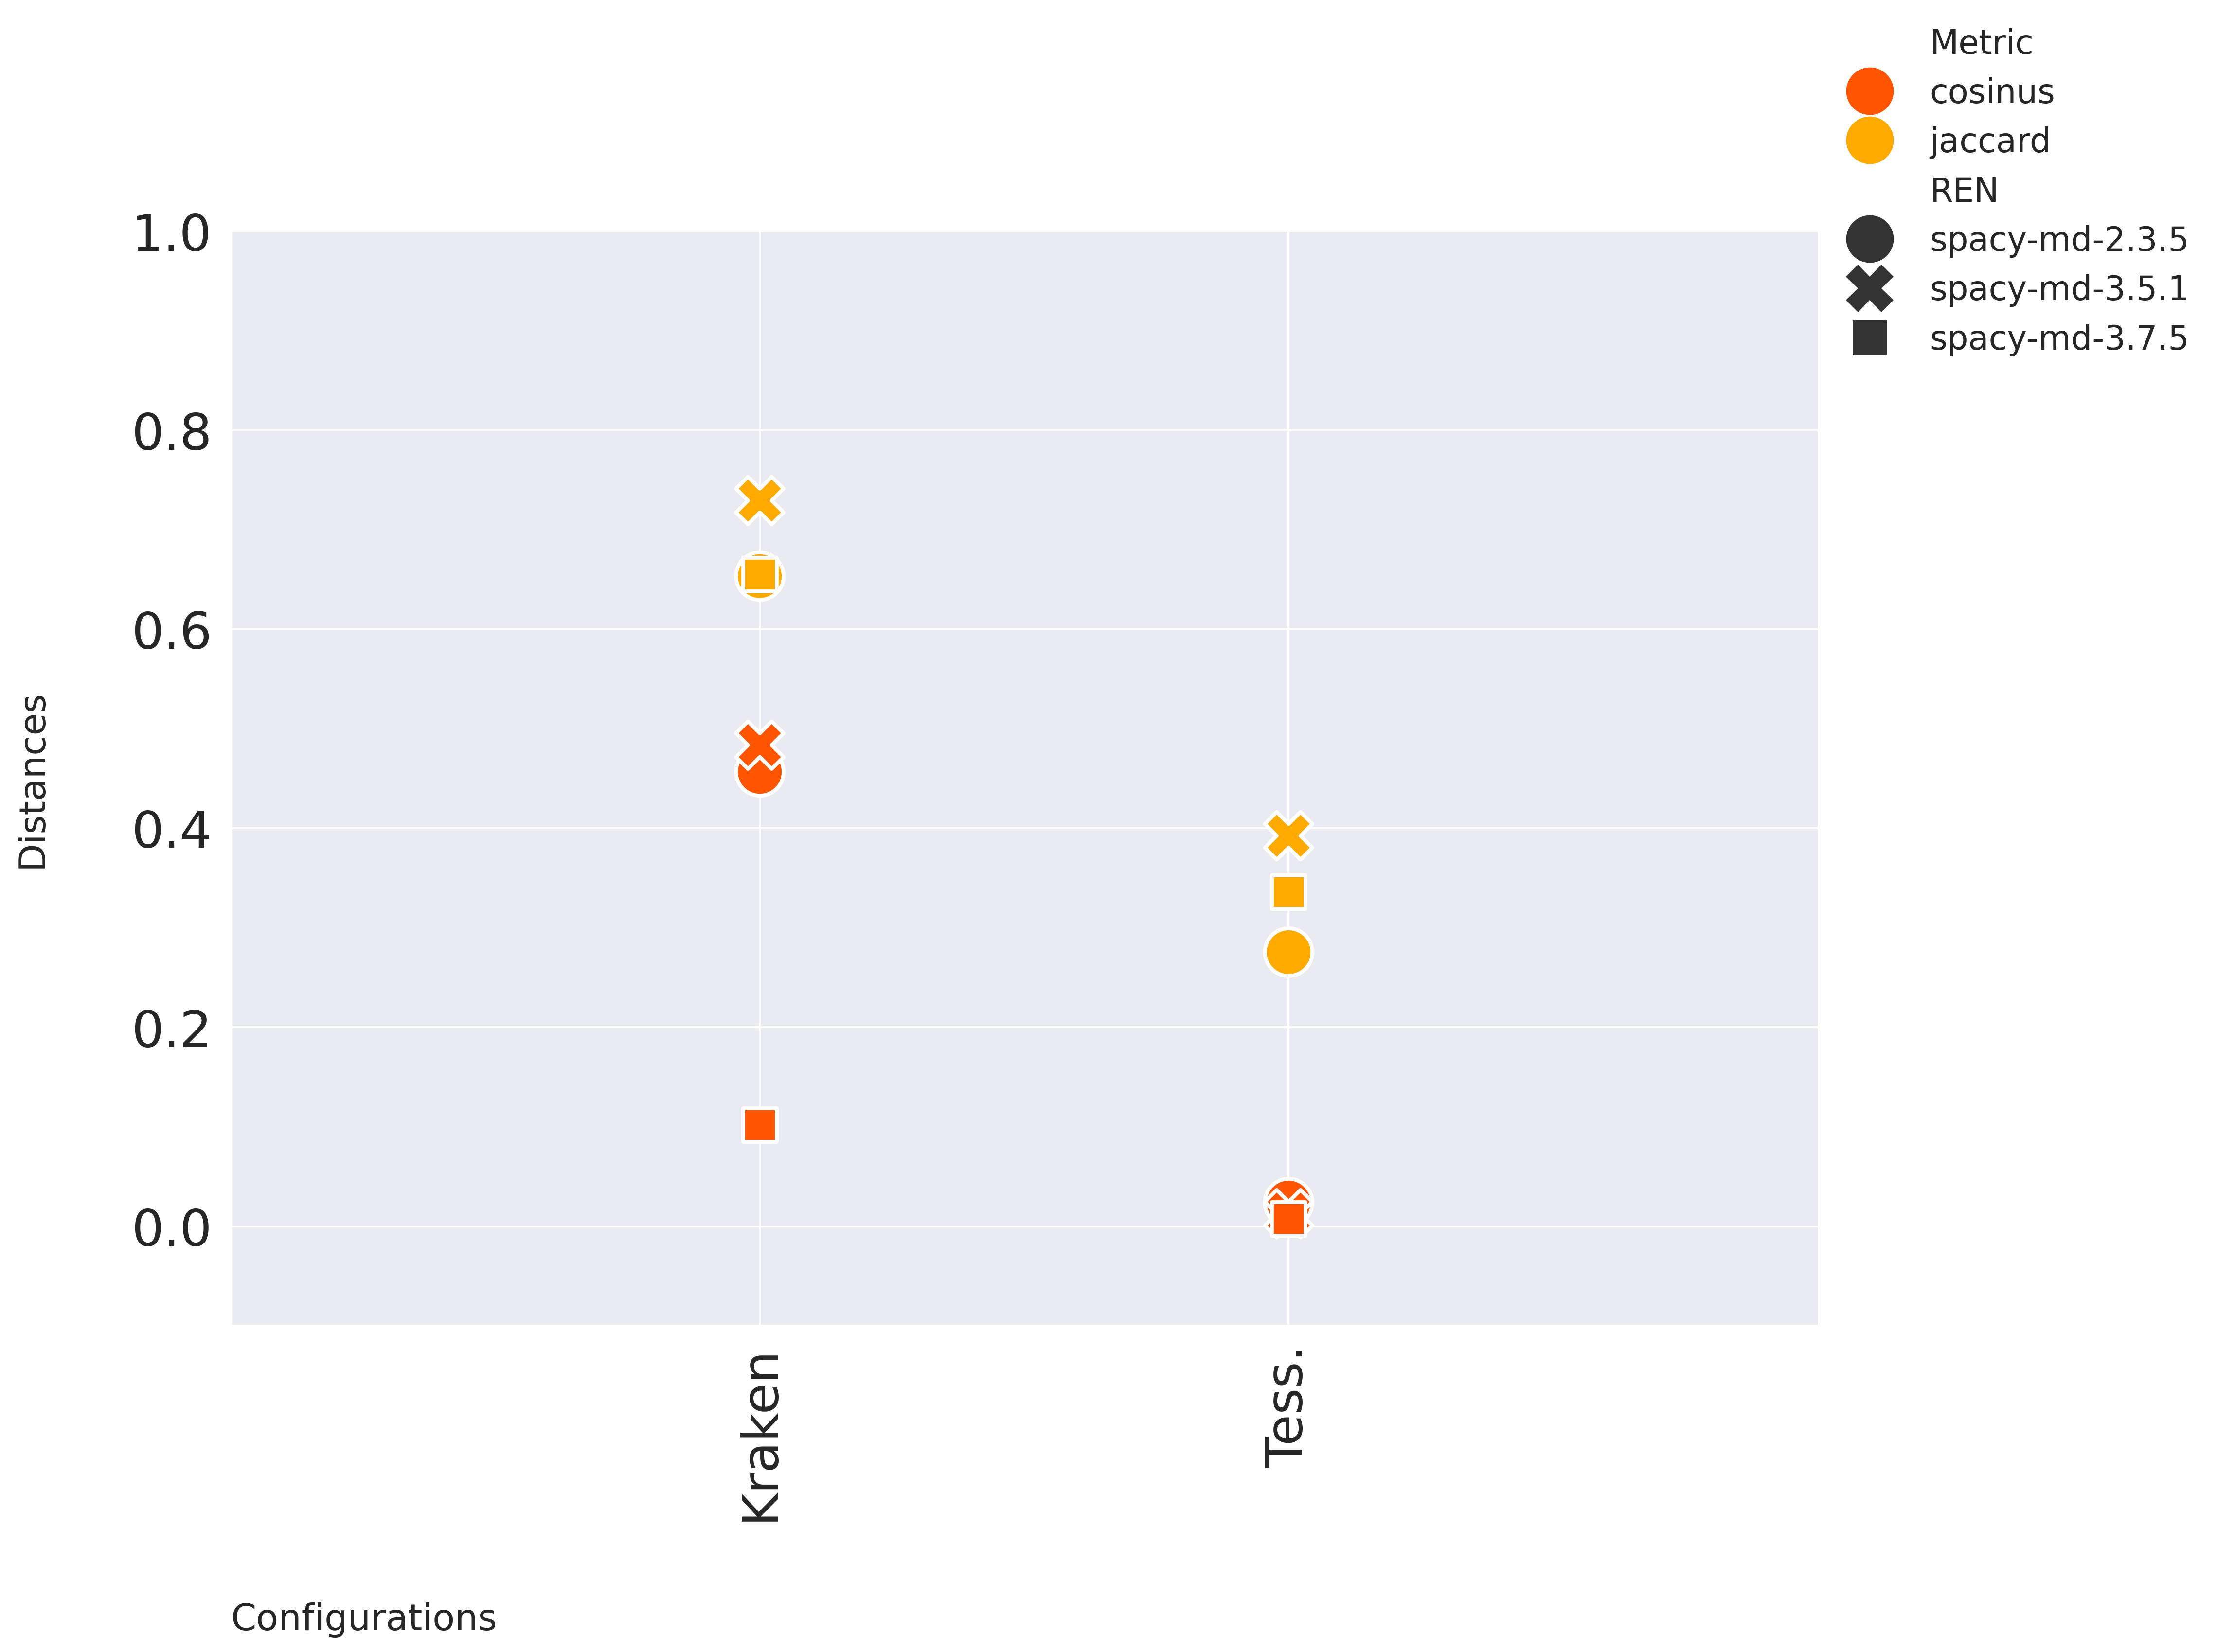 Metric
cosinus
jaccard
REN
spacy-md-2.3.5
spacy-md-3.5.1
spacy-md-3.7.5
1.0
0.8
0.6
0.4
0.2
0.0
Distances
Kraken
Tess.
Configurations